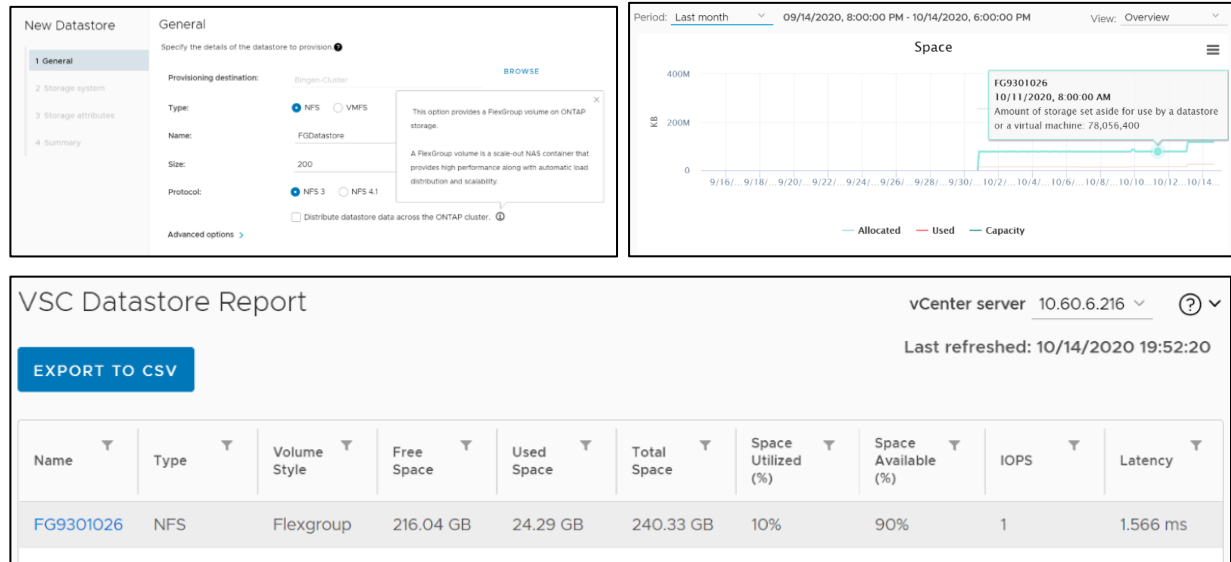 New Datastore
1 General
2 Storage system
3 Storage attributes
4 Summary
General
Specify the details of the datastore to provision.
Provisioning destination:
Bingen-Cluster
BROWSE
Type:
NFS
VMFS
Name:
FGDatastore
Size:
200
Protocol:
NFS 3
NFS 4.1
Distribute datastore data across the ONTAP cluster.
Advanced options >
This option provides a FlexGroup volume on ONTAP
storage.
A FlexGroup volume is a scale-out NAS container that
provides high performance along with automatic load
distribution and scalability.
Period: Last month
09/14/2020, 8:00:00 PM - 10/14/2020, 6:00:00 PM
View: Overview
Space
400M
200M
0
KB
FG9301026
10/11/2020, 8:00:00 AM
Amount of storage set aside for use by a datastore
or a virtual machine: 78,056,400
9/16/... 9/18/... 9/20/... 9/22/... 9/24/... 9/26/... 9/28/... 9/30/... 10/2/... 10/4/... 10/6/... 10/8/... 10/10... 10/12... 10/14...
Allocated
Used
Capacity
VSC Datastore Report
vCenter server 10.60.6.216
?
EXPORT TO CSV
Last refreshed: 10/14/2020 19:52:20
Name Type Volume Style Free Space Used Space Total Space Space Utilized (%) Space Available (%) IOPS Latency
FG9301026 NFS Flexgroup 216.04 GB 24.29 GB 240.33 GB 10% 90% 1 1.566 ms